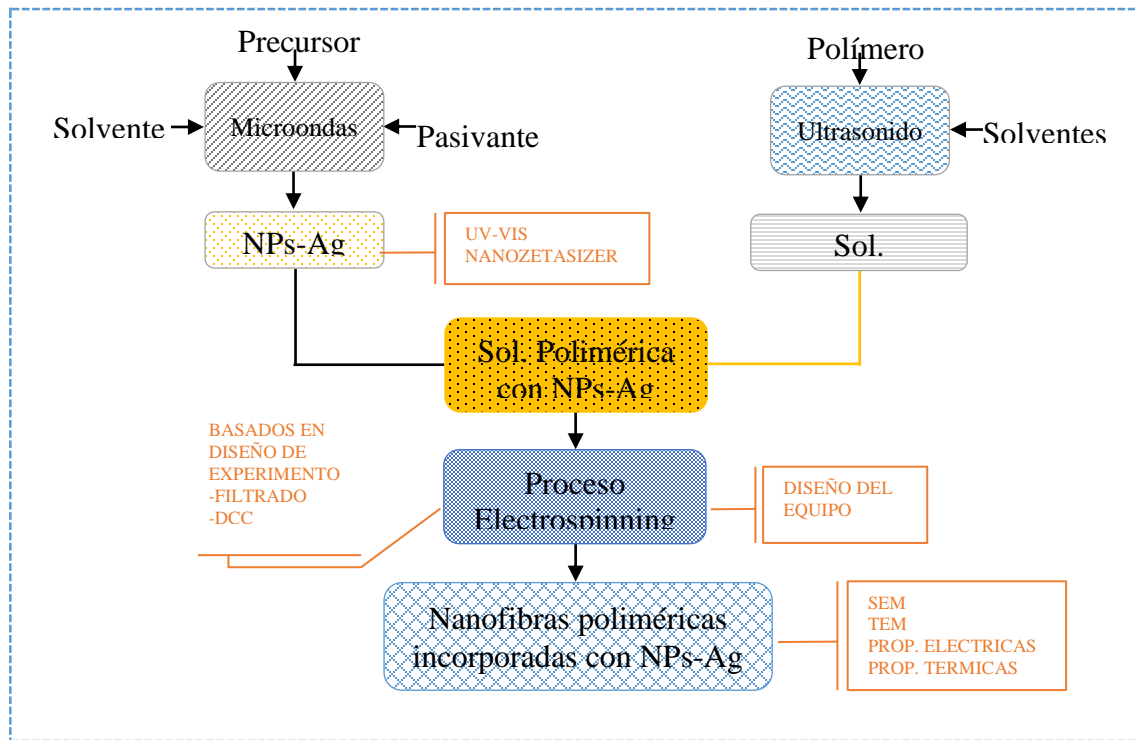 Precursor
Polímero
Solvente
Microondas
Pasivante
Ultrasonido
Solventes
NPs-Ag
UV-VIS
NANOZETASIZER
Sol.
Sol. Polimérica
con NPs-Ag
BASADOS EN
DISEÑO DE
EXPERIMENTO
-FILTRADO
-DCC
Proceso
Electrospinning
DISEÑO DEL
EQUIPO
Nanofibras poliméricas
incorporadas con NPs-Ag
SEM
TEM
PROP. ELECTRICAS
PROP. TERMICAS